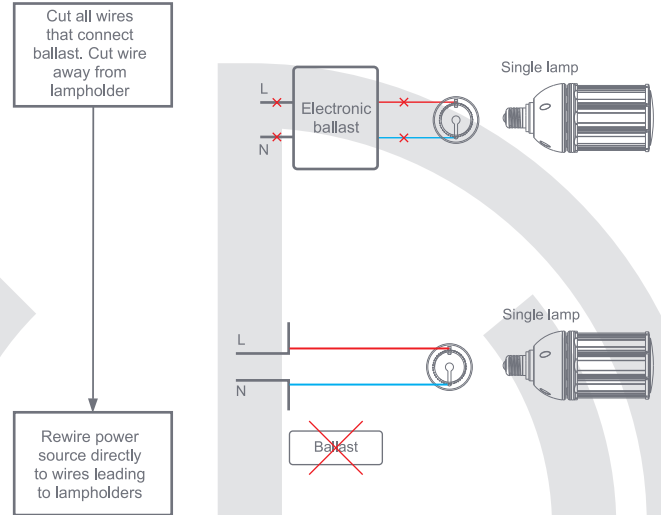 Cut all wires
that connect
ballast. Cut wire
away from
lampholder
L
N
Electronic
ballast
Single lamp
L
N
Single lamp
Ballast
Rewire power
source directly
to wires leading
to lampholders